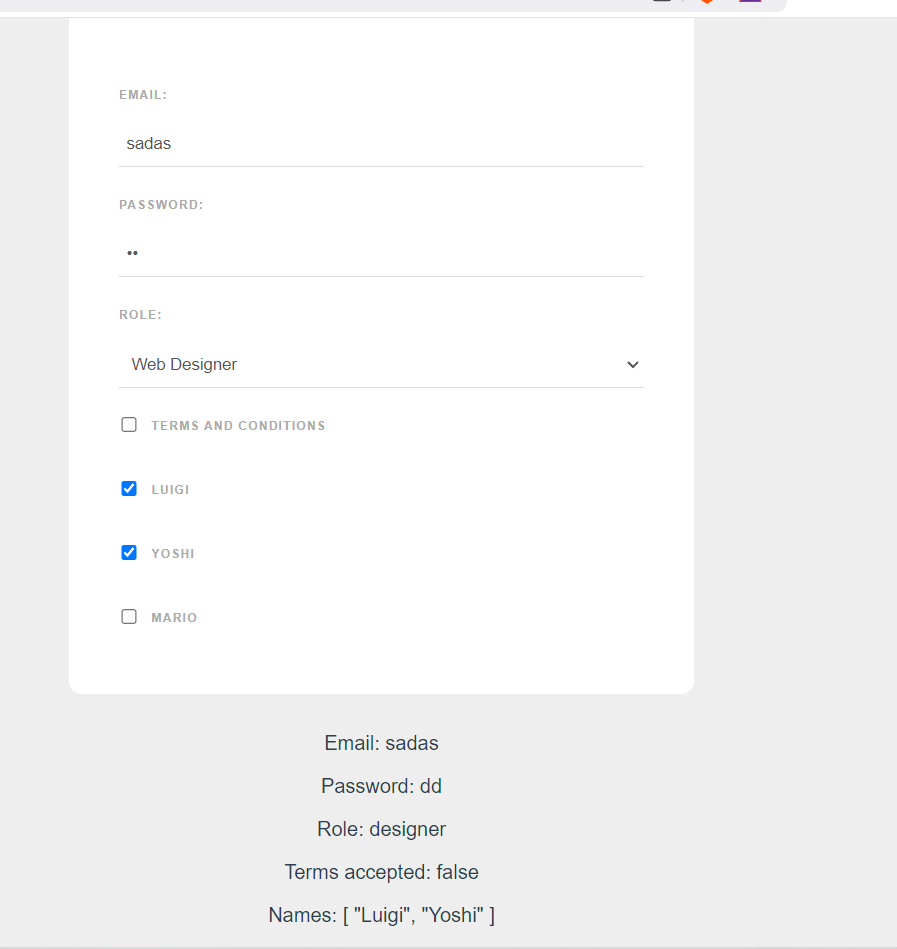 EMAIL:
sadas
PASSWORD:
••
ROLE:
Web Designer
TERMS AND CONDITIONS
LUIGI
YOSHI
MARIO
Email: sadas
Password: dd
Role: designer
Terms accepted: false
Names: [ "Luigi", "Yoshi" ]